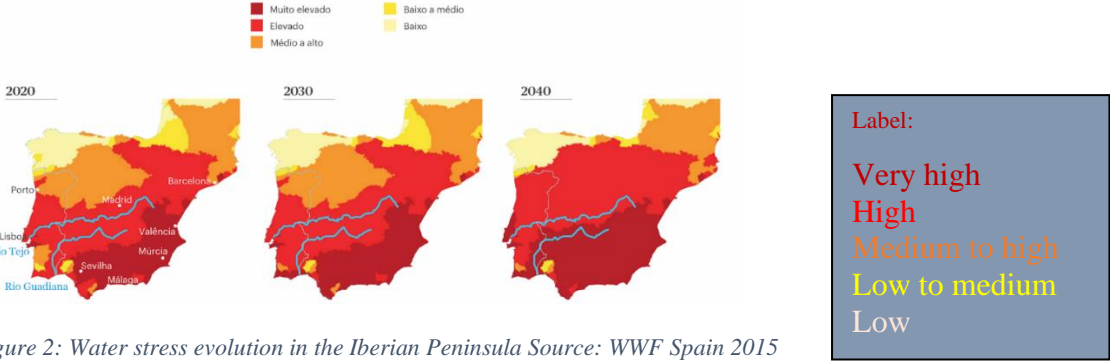 Muito elevado
Elevado
Médio a alto
Baixo a médio
Baixo
2020
2030
2040
Porto
Barcelona
Madrid
Lisboa
Valência
io Tejo
Múrcia
Sevilha
Rio Guadiana
Málaga
gure 2: Water stress evolution in the Iberian Peninsula Source: WWF Spain 2015
Label:
Very high
High
Medium to high
Low to medium
Low